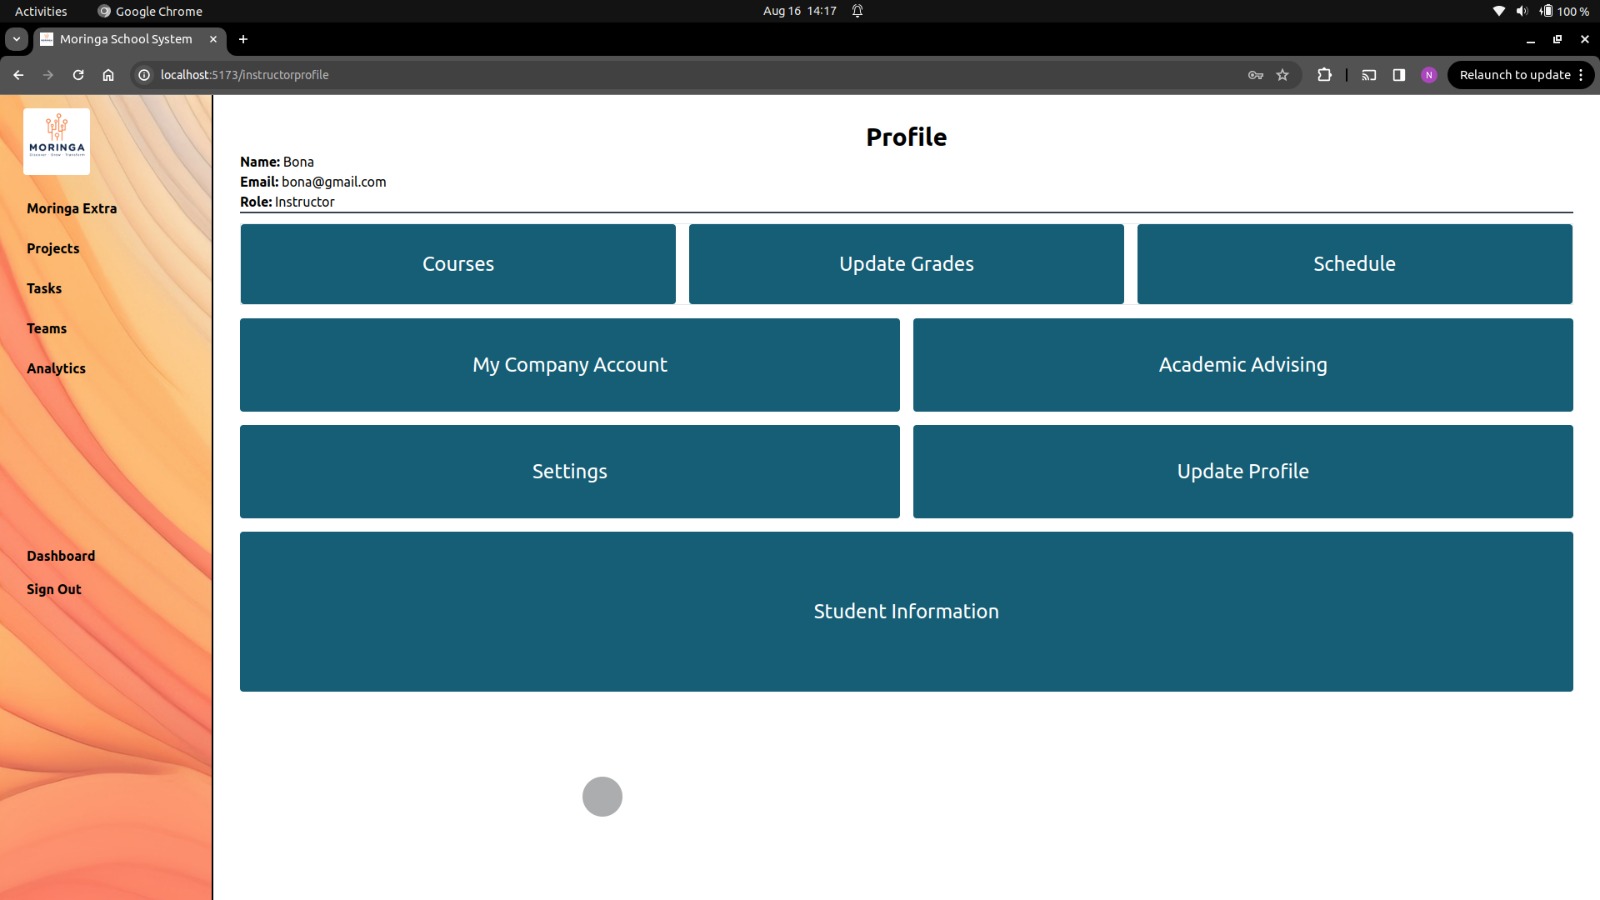 Activities Google Chrome Aug 16 14:17 100 %
Moringa School System
localhost:5173/instructorprofile N Relaunch to update
MORINGA
Moringa Extra
Projects
Tasks
Teams
Analytics
Dashboard
Sign Out
Profile
Name: Bona
Email: bona@gmail.com
Role: Instructor
Courses Update Grades Schedule
My Company Account Academic Advising
Settings Update Profile
Student Information